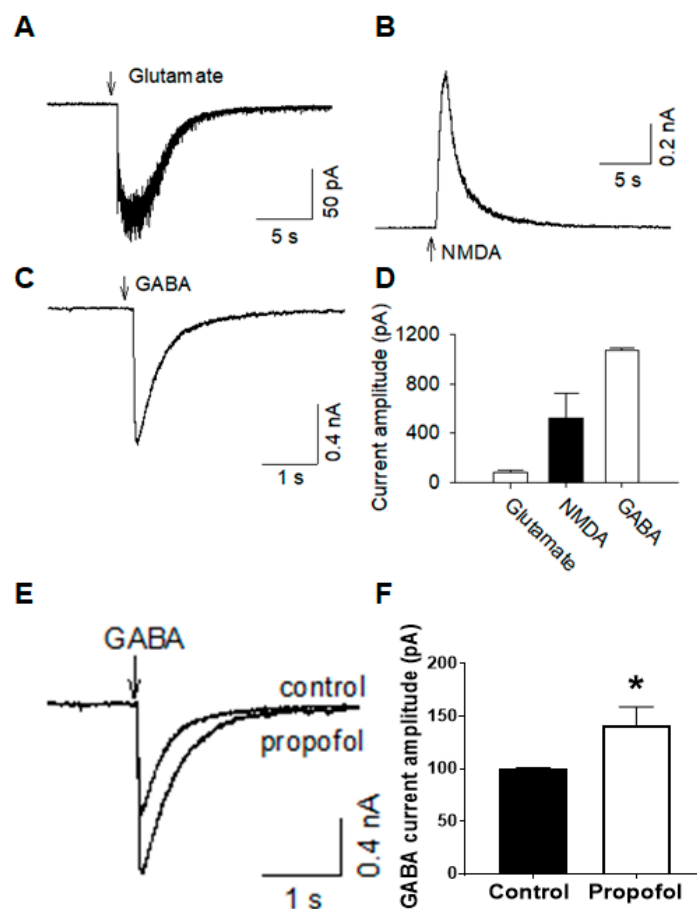 A
Glutamate
50 pA
5 s
B
0.2 nA
5 s
NMDA
C
GABA
0.4 nA
1 s
D
Current amplitude (pA)
1200
800
400
0
Glutamate
NMDA
GABA
E
GABA
control
propofol
0.4 nA
1 s
F
GABA current amplitude (pA)
200
150
100
50
0
*
Control Propofol